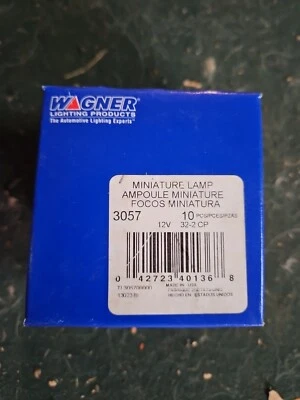 WAGNER
LIGHTING PRODUCTS
The Automotive Lighting Experts
MINIATURE LAMP
AMPOULE MINIATURE
FOCOS MINIATURA
3057 10
12V 32-2 CP
0 42723 40136 8
MADE IN